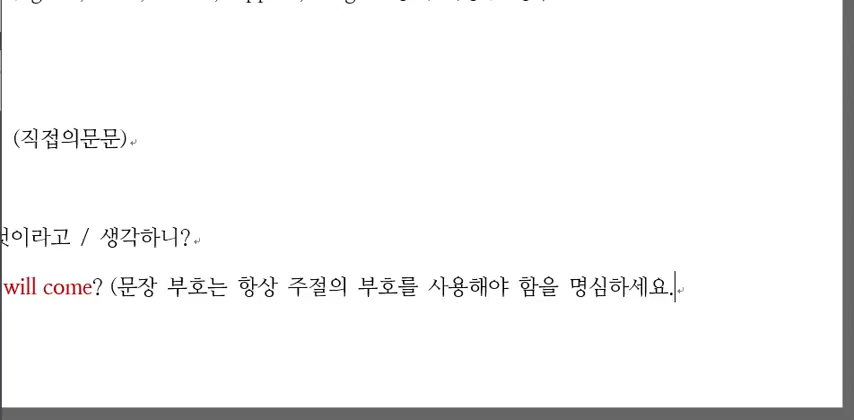 (직접의문문)
것이라고 / 생각하니?
will come? (문장 부호는 항상 주절의 부호를 사용해야 함을 명심하세요.